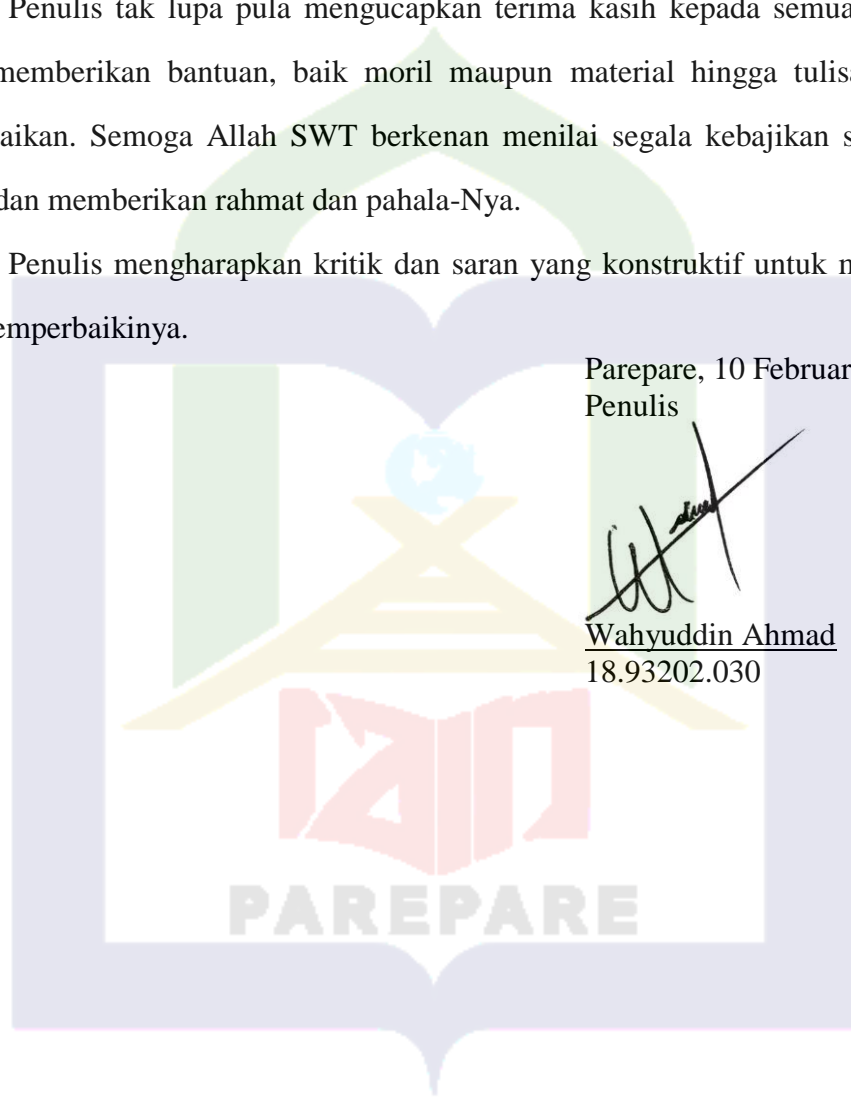 Penulis tak lupa pula mengucapkan terima kasih kepada semua
memberikan bantuan, baik moril maupun material hingga tulisa
aikan. Semoga Allah SWT berkenan menilai segala kebajikan s
dan memberikan rahmat dan pahala-Nya.
Penulis mengharapkan kritik dan saran yang konstruktif untuk m
emperbaikinya.
Parepare, 10 Februar
Penulis
Wahyuddin Ahmad
18.93202.030
PAREPARE